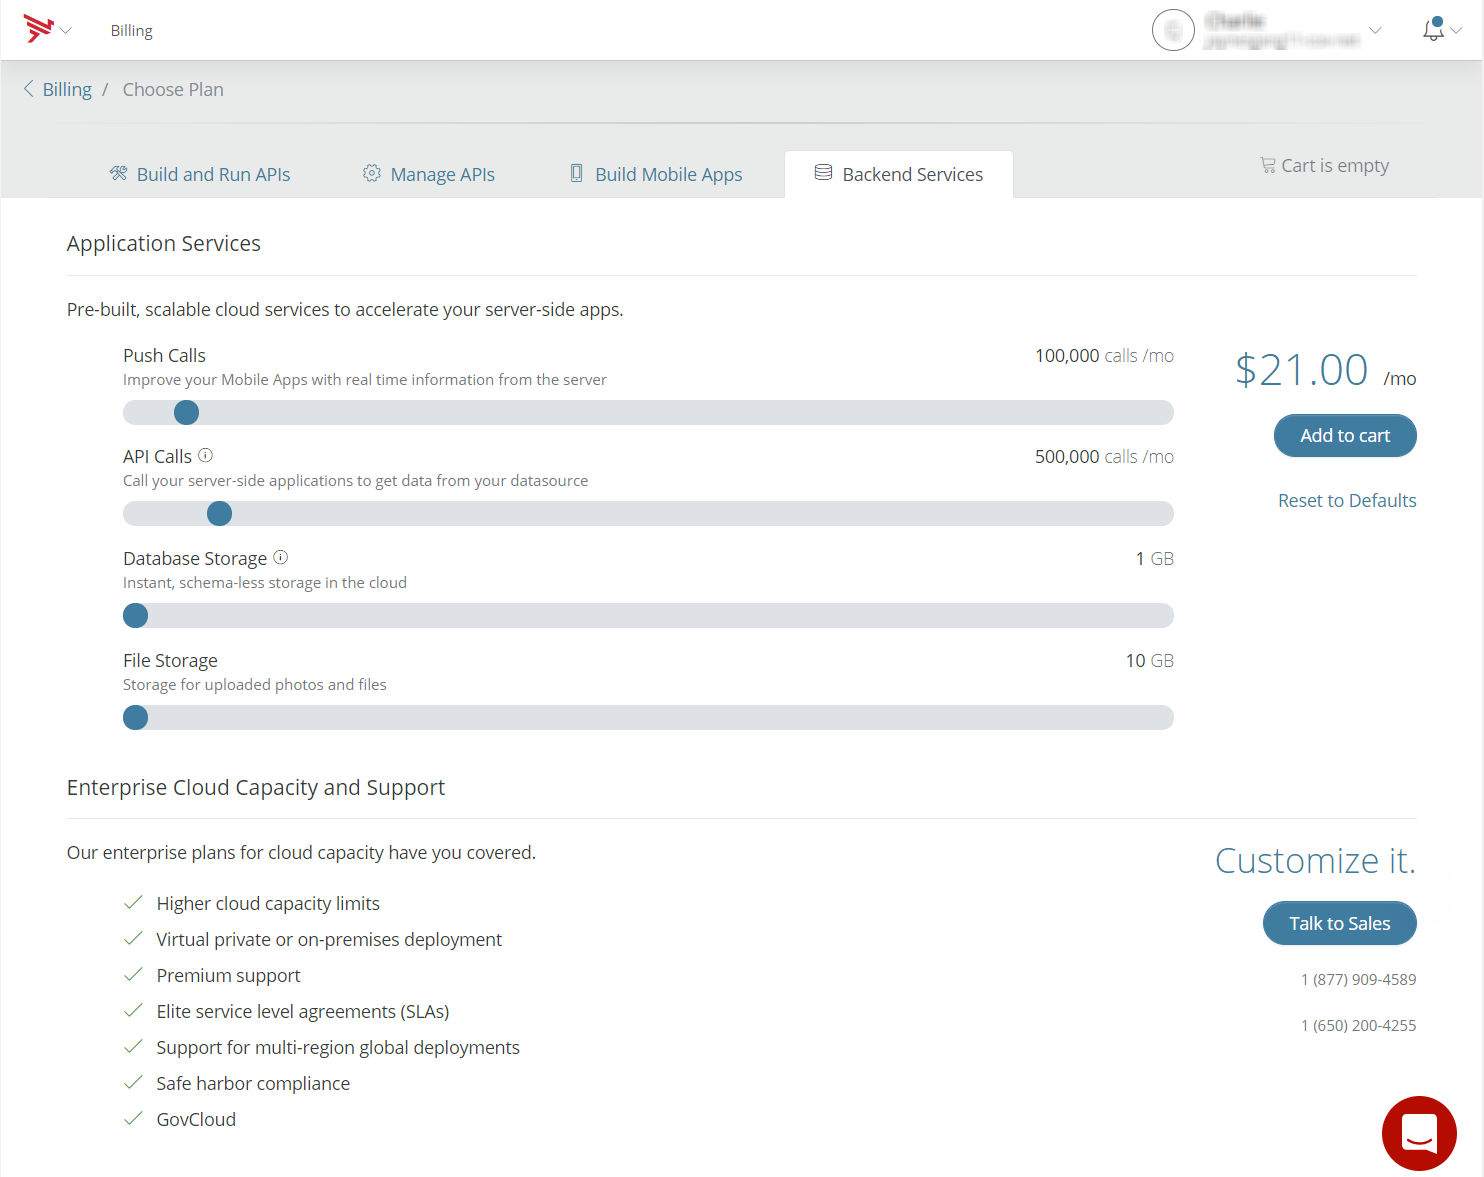 Billing
Billing / Choose Plan
Build and Run APIs
Manage APIs
Build Mobile Apps
Backend Services
Cart is empty
Application Services
Pre-built, scalable cloud services to accelerate your server-side apps.
Push Calls
100,000 calls /mo
Improve your Mobile Apps with real time information from the server
$21.00 /mo
Add to cart
API Calls
500,000 calls /mo
Call your server-side applications to get data from your datasource
Reset to Defaults
Database Storage
1 GB
Instant, schema-less storage in the cloud
File Storage
10 GB
Storage for uploaded photos and files
Enterprise Cloud Capacity and Support
Our enterprise plans for cloud capacity have you covered.
Customize it.
Higher cloud capacity limits
Talk to Sales
Virtual private or on-premises deployment
Premium support
1 (877) 909-4589
Elite service level agreements (SLAs)
1 (650) 200-4255
Support for multi-region global deployments
Safe harbor compliance
GovCloud